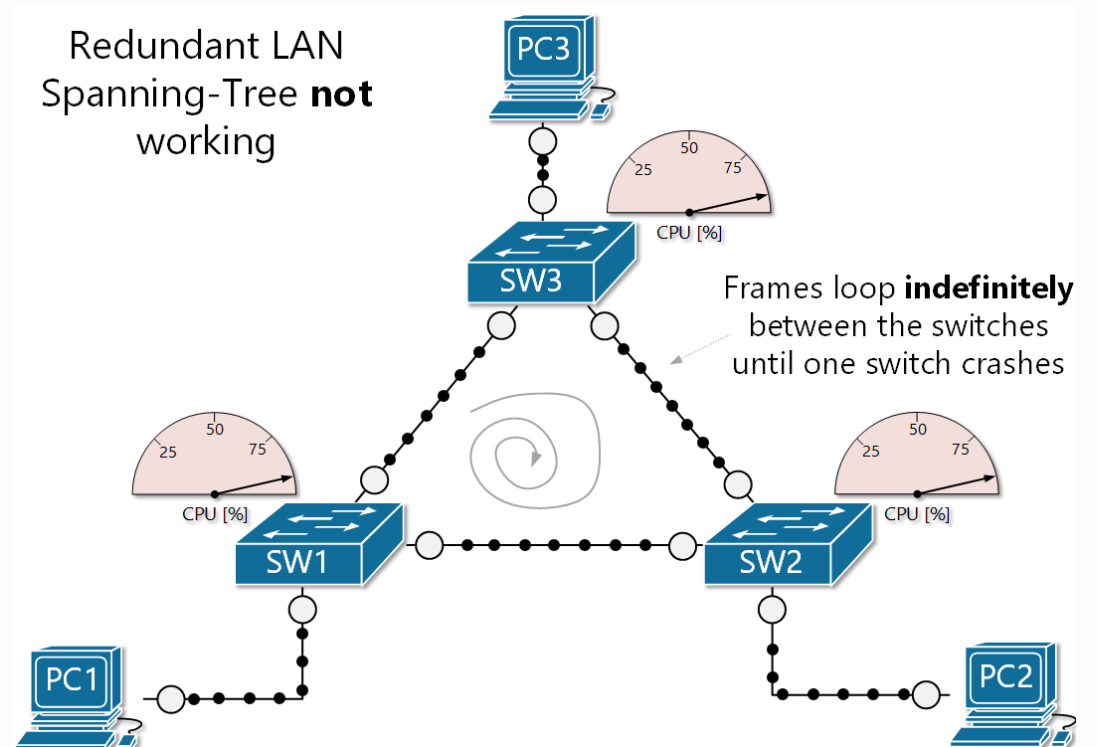 Redundant LAN
Spanning-Tree not
working
PC3
25
50
75
CPU [%]
SW3
Frames loop indefinitely
between the switches
until one switch crashes
25
50
75
CPU [%]
25
50
75
CPU [%]
SW1
SW2
PC1
PC2